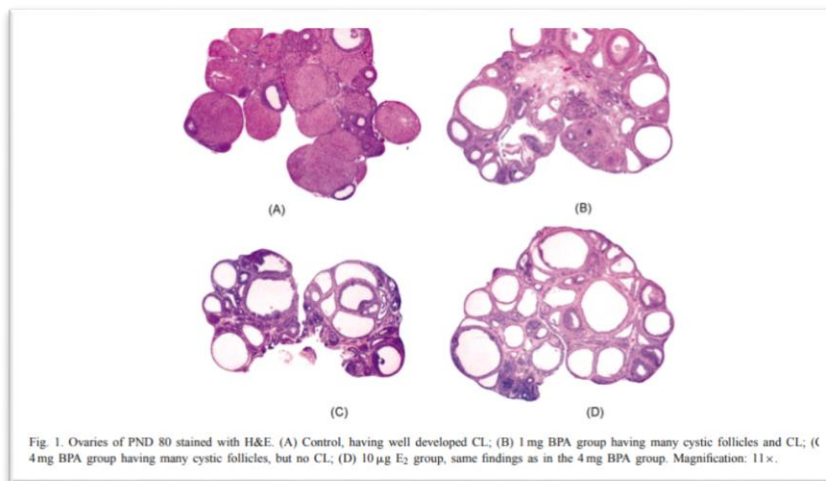 (A)
(B)
(C)
(D)
Fig. 1. Ovaries of PND 80 stained with H&E. (A) Control, having well developed CL; (B) 1 mg BPA group having many cystic follicles and CL; (C
4 mg BPA group having many cystic follicles, but no CL; (D) 10 μg E₂ group, same findings as in the 4 mg BPA group. Magnification: 11×.